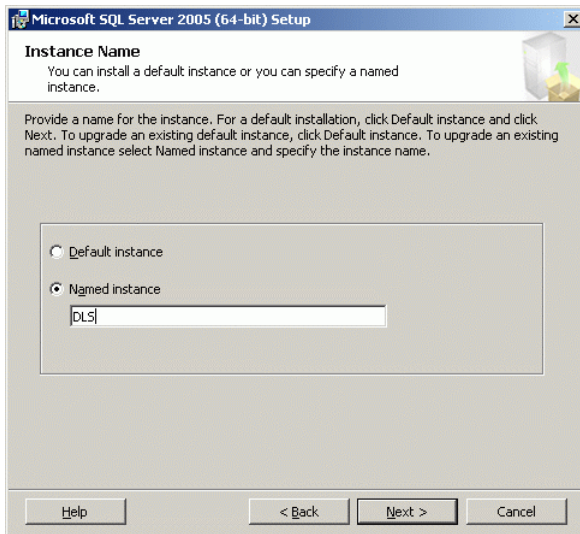 Microsoft SQL Server 2005 (64-bit) Setup
Instance Name
You can install a default instance or you can specify a named
instance.
Provide a name for the instance. For a default installation, click Default instance and click
Next. To upgrade an existing default instance, click Default instance. To upgrade an existing
named instance select Named instance and specify the instance name.
Default instance
Named instance
DLS
Help
< Back
Next >
Cancel